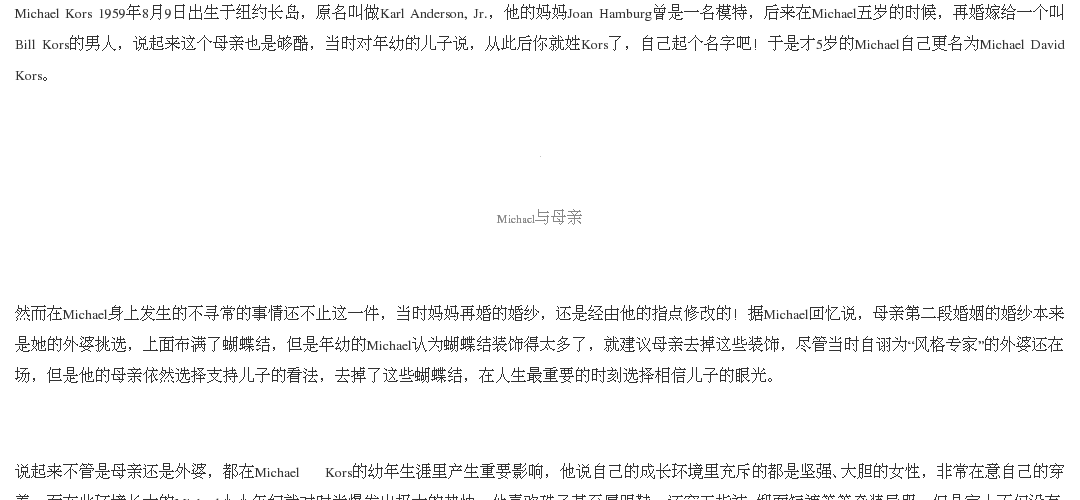 Michael Kors 1959年8月9日出生于纽约长岛，原名叫做Karl Anderson, Jr.，他的妈妈Joan Hamburg曾是一名模特，后来在Michael五岁的时候，再婚嫁给一个叫
Bill Kors的男人，说起来这个母亲也是够酷，当时对年幼的儿子说，从此后你就姓Kors了，自己起个名字吧！于是才5岁的Michael自己更名为Michael David
Kors。
Michael与母亲
然而在Michael身上发生的不寻常的事情还不止这一件，当时妈妈再婚的婚纱，还是经由他的指点修改的！据Michael回忆说，母亲第二段婚姻的婚纱本来
是她的外婆挑选，上面布满了蝴蝶结，但是年幼的Michael认为蝴蝶结装饰得太多了，就建议母亲去掉这些装饰，尽管当时自诩为“风格专家”的外婆还在
场，但是他的母亲依然选择支持儿子的看法，去掉了这些蝴蝶结，在人生最重要的时刻选择相信儿子的眼光。
说起来不管是母亲还是外婆，都在Michael Kors的幼年生涯里产生重要影响，他说自己的成长环境里充斥的都是坚强、大胆的女性，非常在意自己的穿